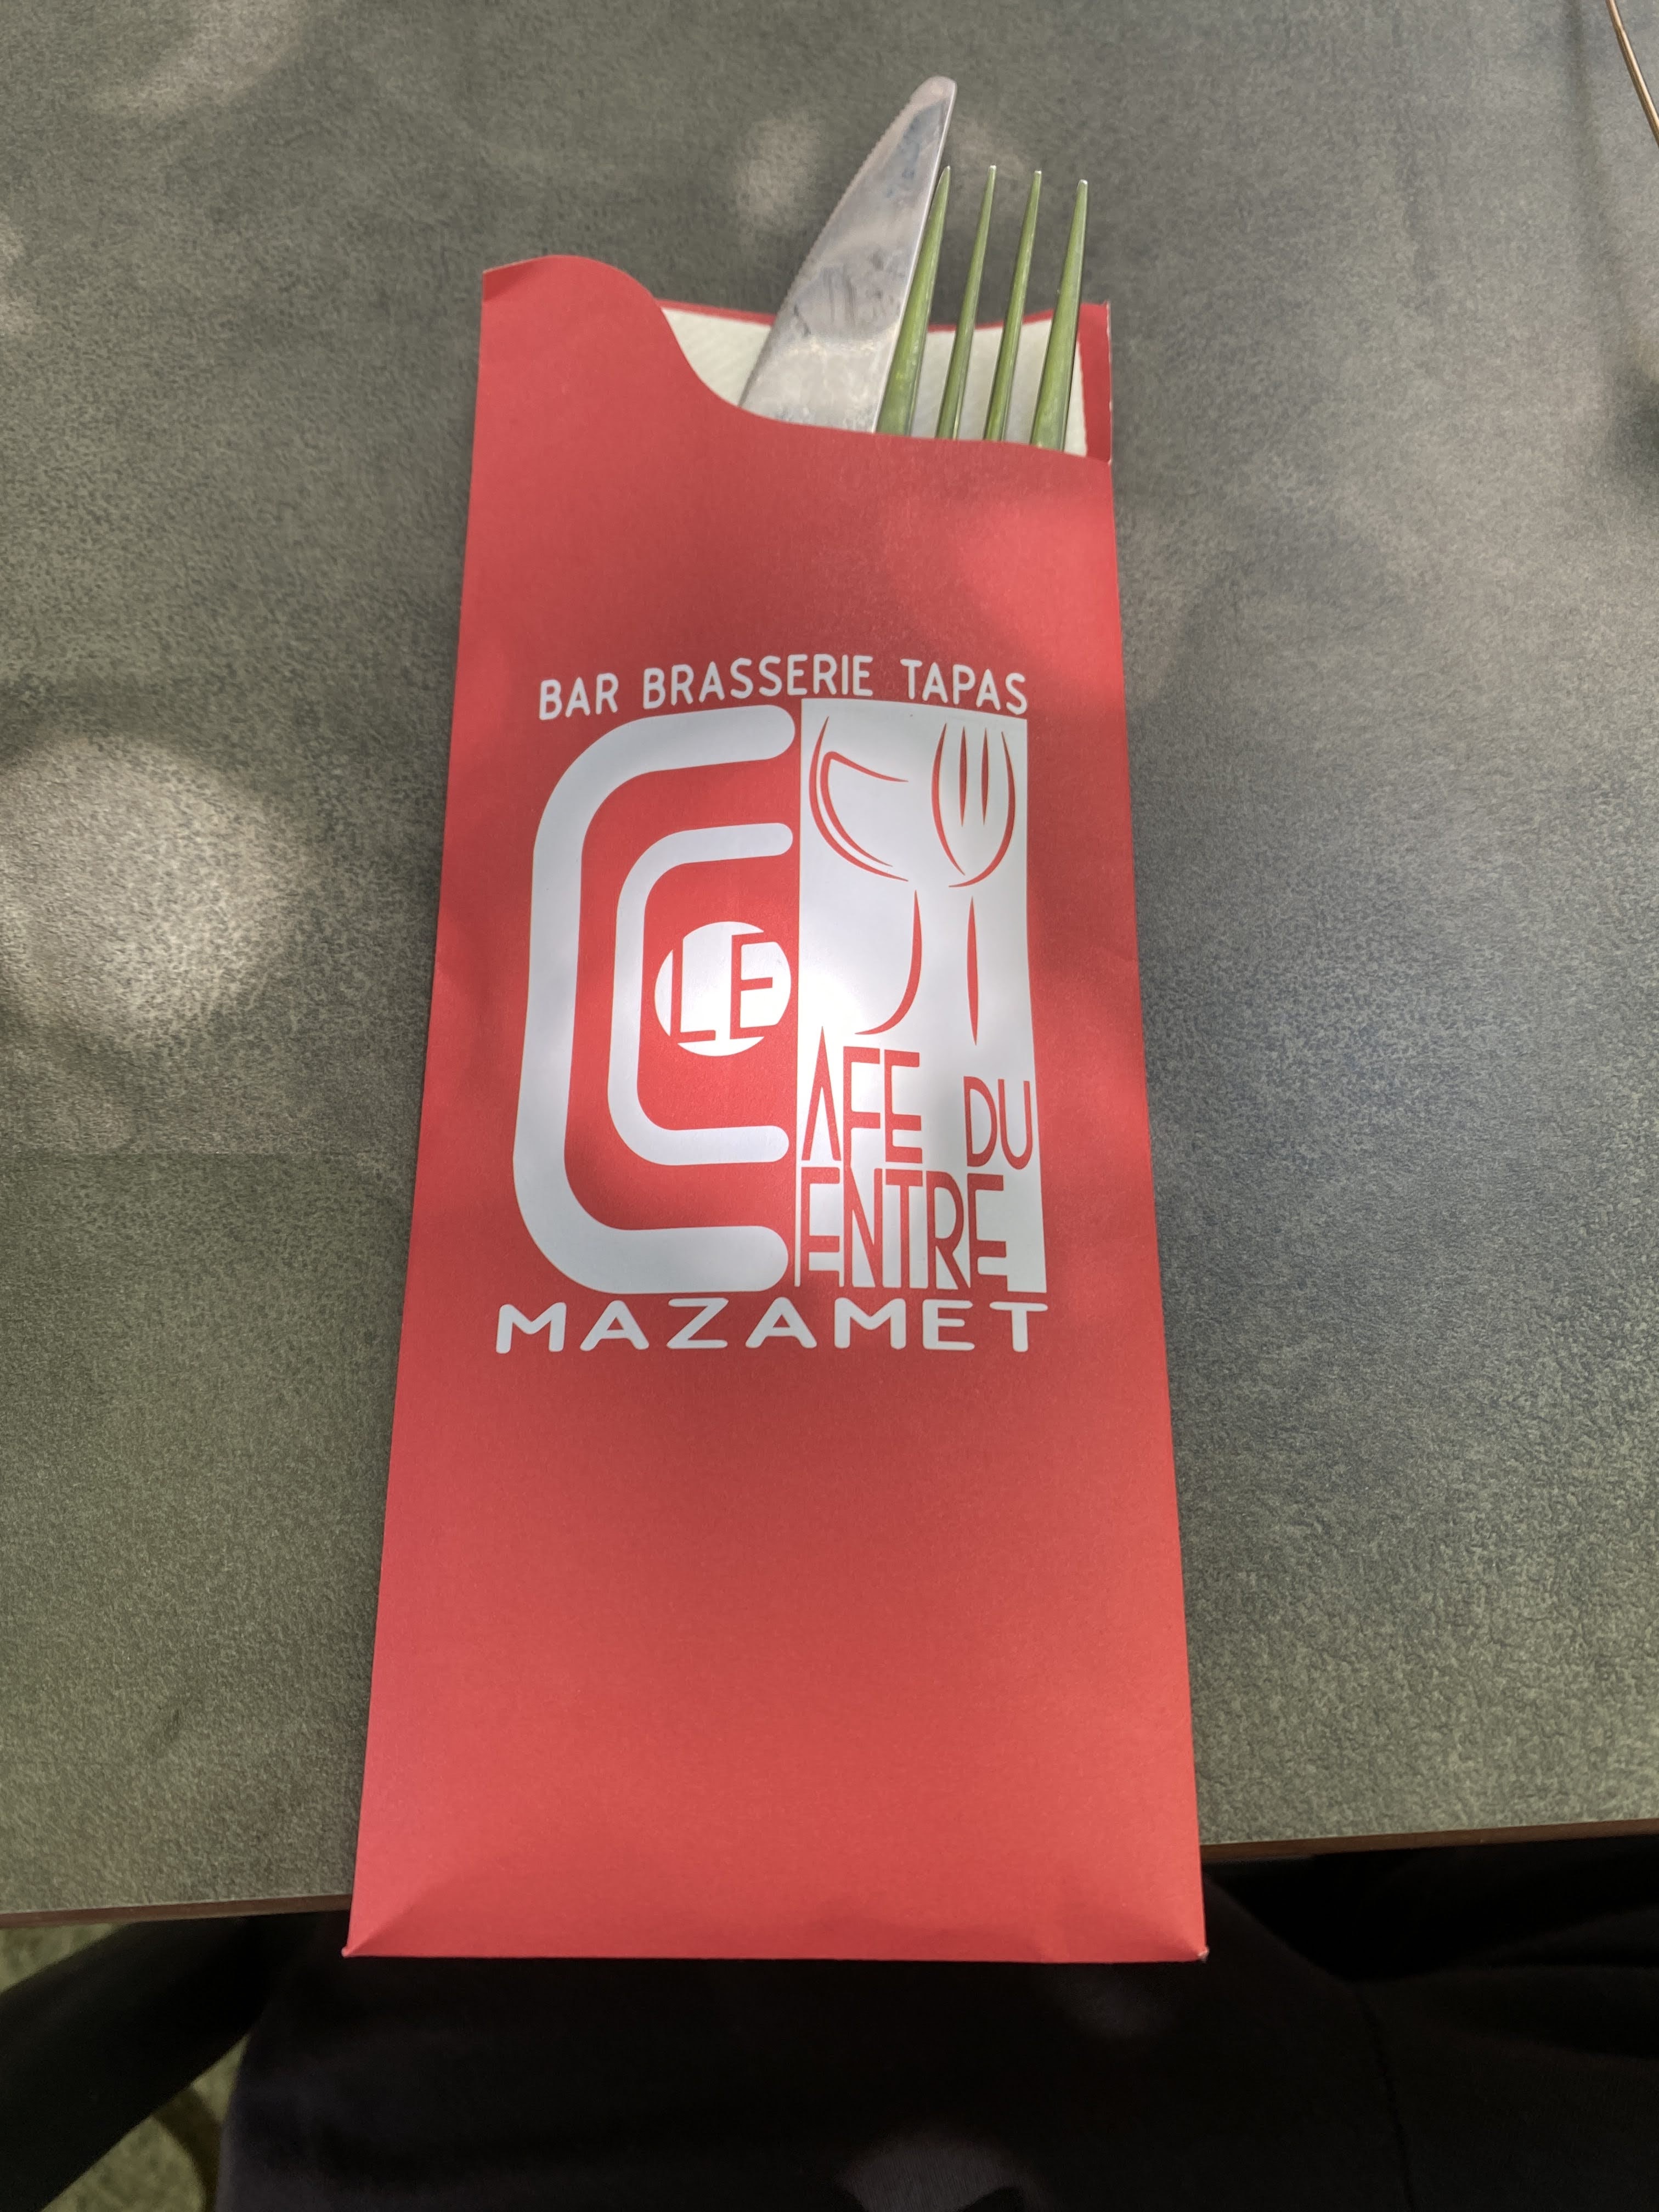 BAR BRASSERIE TAPAS
LE
CAFE DU
CENTRE
MAZAMET